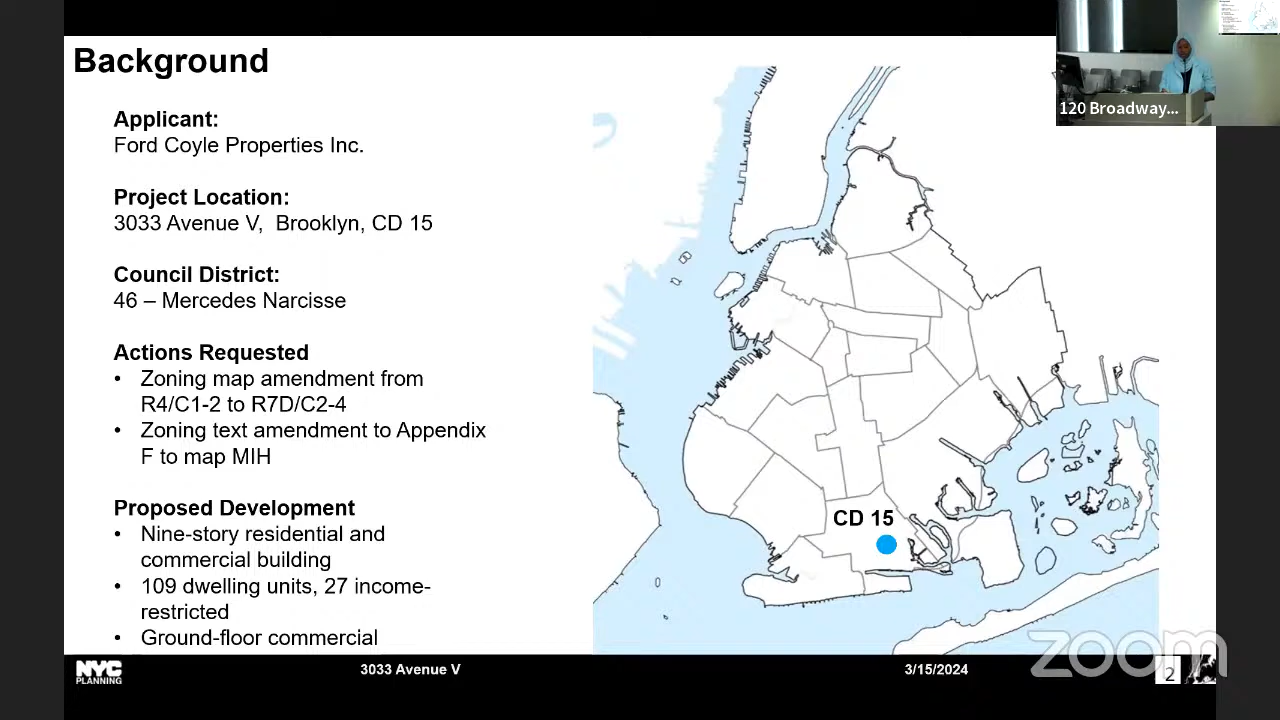 Background
Applicant:
Ford Coyle Properties Inc.
Project Location:
3033 Avenue V, Brooklyn, CD 15
Council District:
46 – Mercedes Narcisse
Actions Requested
• Zoning map amendment from
R4/C1-2 to R7D/C2-4
• Zoning text amendment to Appendix
F to map MIH
Proposed Development
• Nine-story residential and
commercial building
• 109 dwelling units, 27 income-
restricted
• Ground-floor commercial
CD 15
120 Broadway...
NYC
PLANNING
3033 Avenue V
3/15/2024
2
zoom